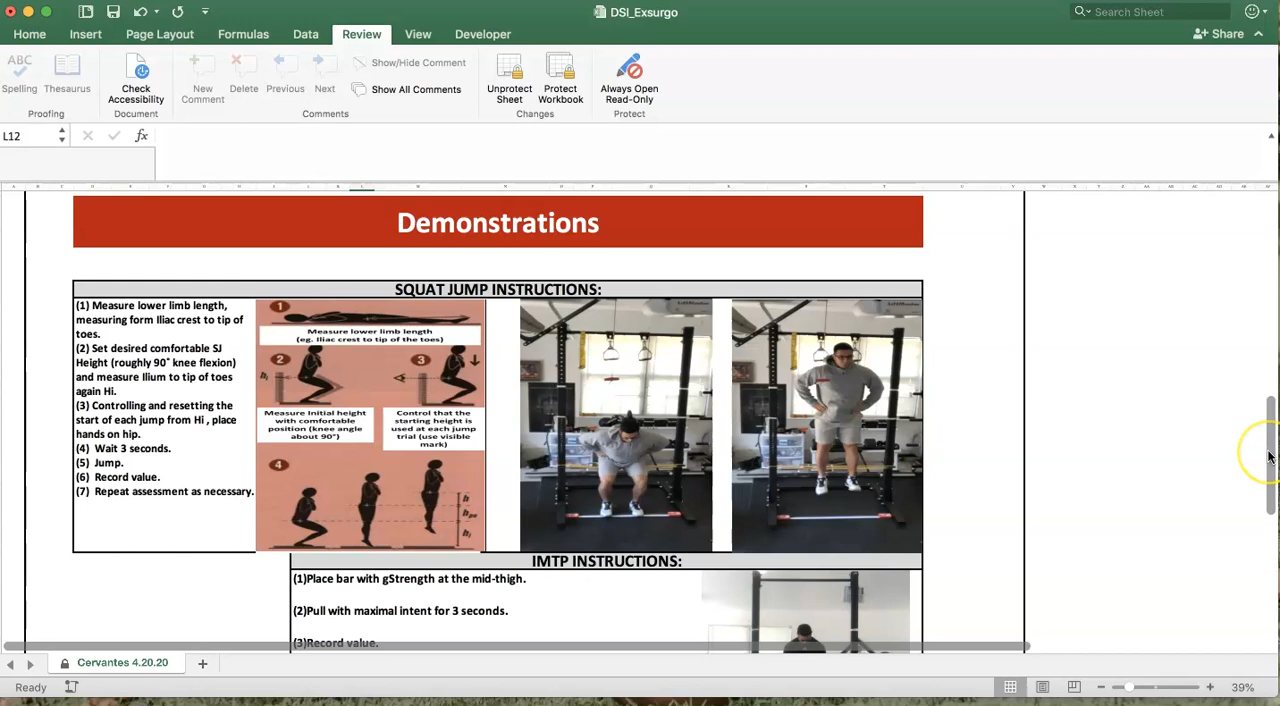 DSI_Exsurgo
Search Sheet
Home Insert Page Layout Formulas Data Review View Developer
Share
ABC
Spelling
Thesaurus
Proofing
Check
Accessibility
Document
New
Comment
Delete
Previous
Next
Show/Hide Comment
Show All Comments
Comments
Unprotect
Sheet
Protect
Workbook
Changes
Always Open
Read-Only
Protect
L12
fx
Demonstrations
SQUAT JUMP INSTRUCTIONS:
(1) Measure lower limb length,
measuring form Iliac crest to tip of
toes.
(2) Set desired comfortable SJ
Height (roughly 90˚ knee flexion)
and measure Ilium to tip of toes
again Hi.
(3) Controlling and resetting the
start of each jump from Hi , place
hands on hip.
(4) Wait 3 seconds.
(5) Jump.
(6) Record value.
(7) Repeat assessment as necessary.
1
Measure lower limb length
(eg. Iliac crest to tip of the toes)
2
3
Measure Initial height
with comfortable
position (knee angle
about 90°)
Control that the
starting height is
used at each jump
trial (use visible
mark)
4
IMTP INSTRUCTIONS:
(1)Place bar with gStrength at the mid-thigh.
(2)Pull with maximal intent for 3 seconds.
(3)Record value.
Cervantes 4.20.20
Ready
39%